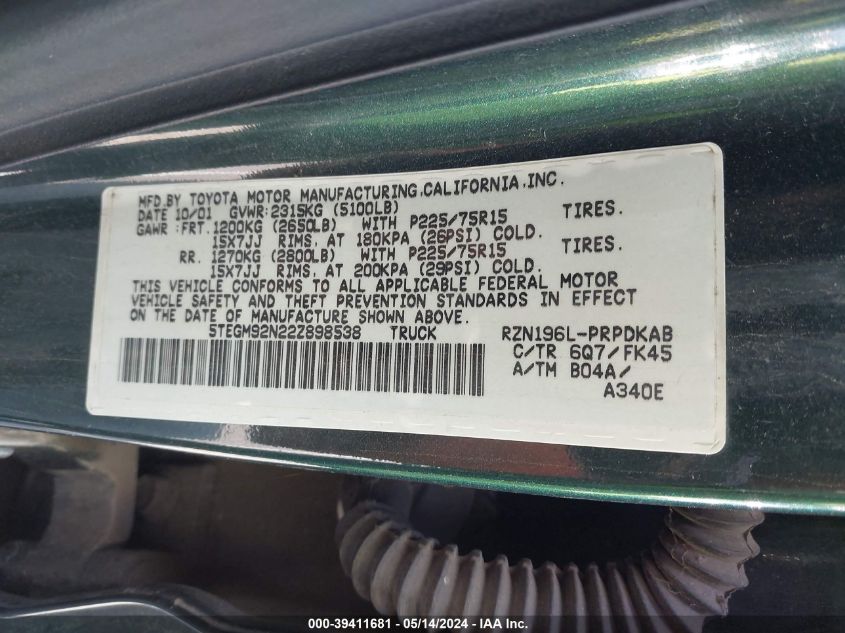 MFD.BY TOYOTA MOTOR MANUFACTURING,CALIFORNIA,INC.
DATE 10/01 GVWR:2315KG (5100LB)
GAWR :FRT.1200KG (2650LB) WITH P225/75R15 TIRES.
15X7JJ RIMS, AT 180KPA (26PSI) COLD.
RR. 1270KG (2800LB) WITH P225/75R15 TIRES.
15X7JJ RIMS, AT 200KPA (29PSI) COLD.
THIS VEHICLE CONFORMS TO ALL APPLICABLE FEDERAL MOTOR
VEHICLE SAFETY AND THEFT PREVENTION STANDARDS IN EFFECT
ON THE DATE OF MANUFACTURE SHOWN ABOVE.
5TEGM92N22Z898538 TRUCK RZN196L-PRPDKAB
C/TR 6Q7/FK45
A/TM B04A/
A340E
000-39411681 - 05/14/2024 - IAA, Inc.